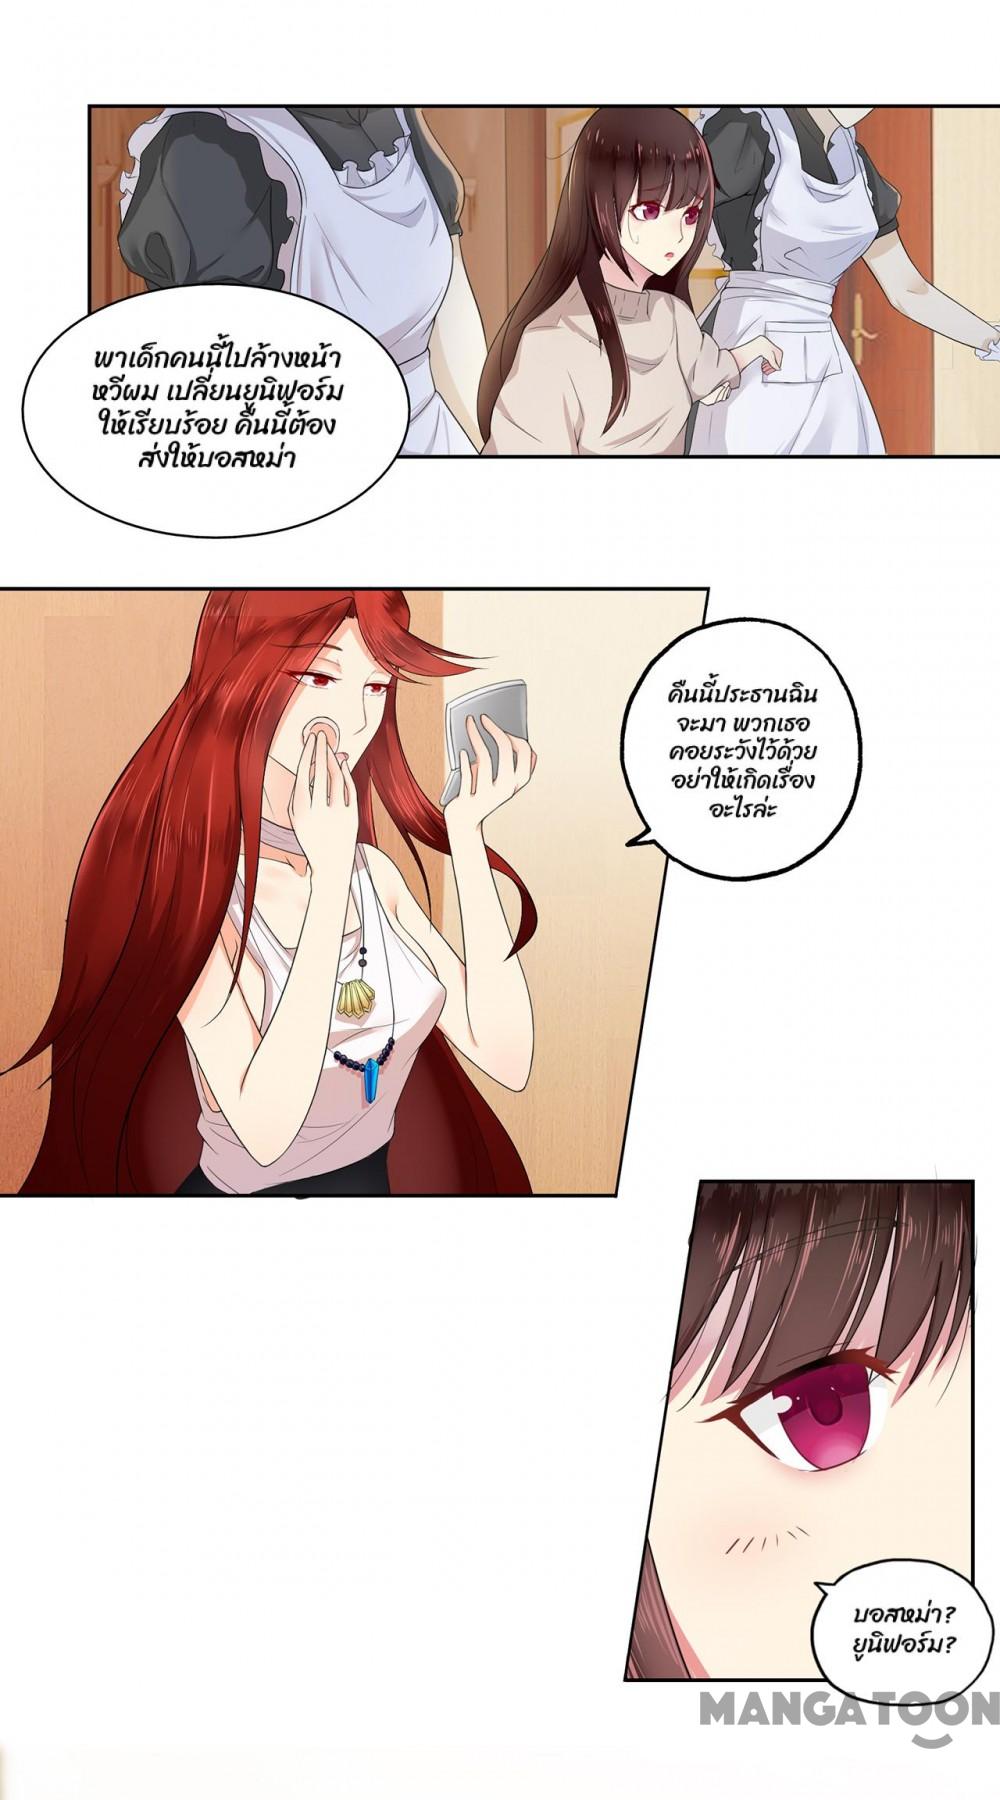 พาเด็กคนนี้ไปล้างหน้า
หวีผม เปลี่ยนยูนิฟอร์ม
ให้เรียบร้อย คืนนี้ต้อง
ส่งให้บอสหม่า
คืนนี้ประธานฉิน
จะมา พวกเธอ
คอยระวังไว้ด้วย
อย่าให้เกิดเรื่อง
อะไรล่ะ
บอสหม่า?
ยูนิฟอร์ม?
MANGATOON